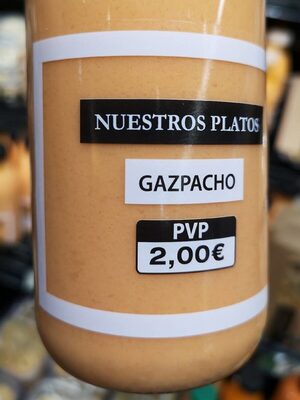 NUESTROS PLATOS
GAZPACHO
PVP
2,00€